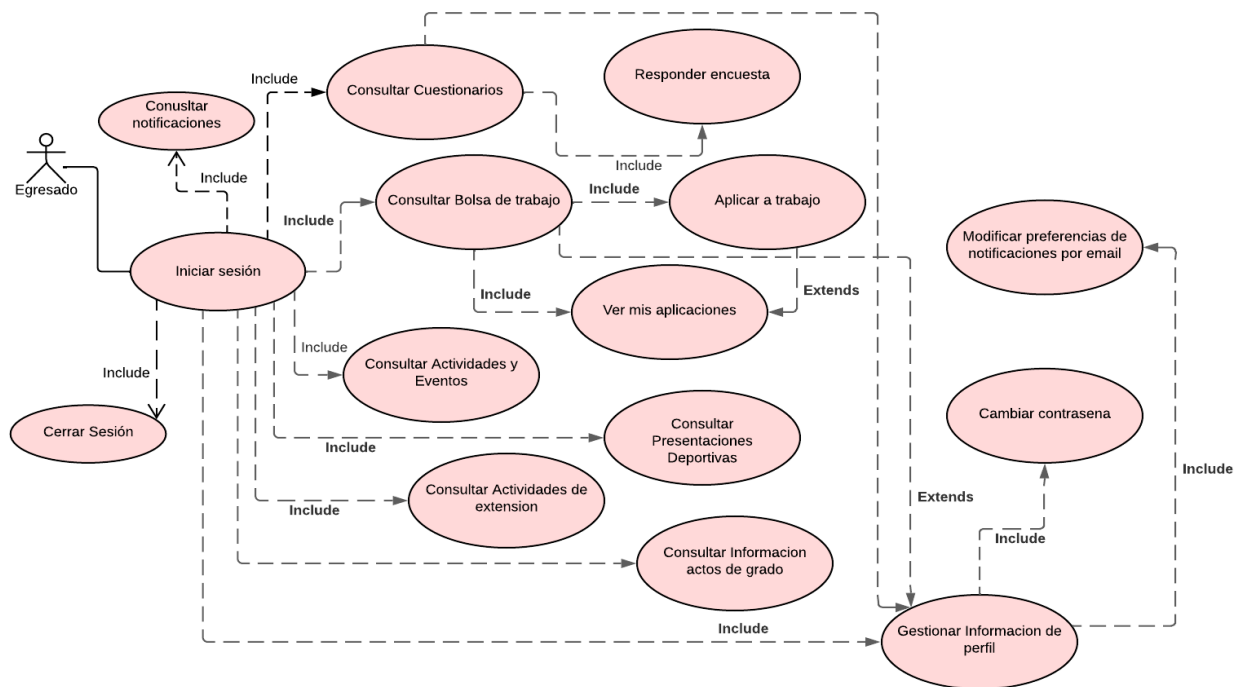 Include
Consultar Cuestionarios
Responder encuesta
Conusltar
notificaciones
Include
Egresado
Include
Include
Consultar Bolsa de trabajo
Include
Aplicar a trabajo
Include
Modificar preferencias de
notificaciones por email
Iniciar sesión
Include
Extends
Ver mis aplicaciones
Include
Consultar Actividades y
Eventos
Include
Cerrar Sesión
Consultar
Presentaciones
Deportivas
Include
Cambiar contrasena
Include
Consultar Actividades de
extension
Include
Extends
Include
Consultar Informacion
actos de grado
Include
Gestionar Informacion de
perfil